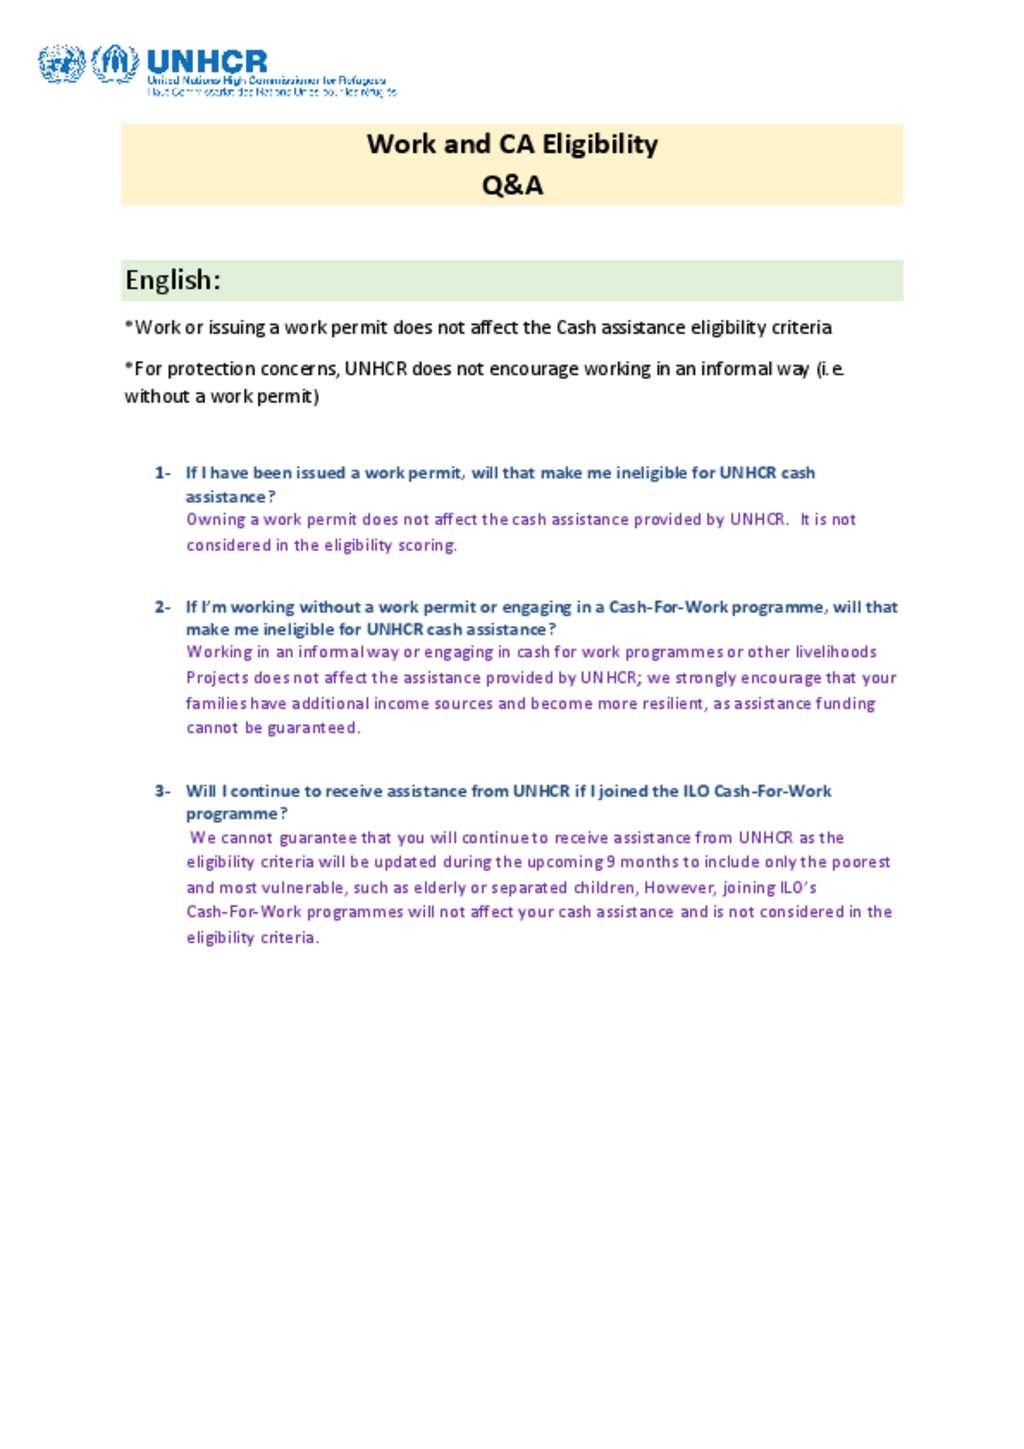 UNHCR
United Nations High Commissioner for Refugees
Haut Commissariat des Nations Unies pour les réfugiés
Work and CA Eligibility
Q&A
English:
*Work or issuing a work permit does not affect the Cash assistance eligibility criteria
*For protection concerns, UNHCR does not encourage working in an informal way (i.e.
without a work permit)
1- If I have been issued a work permit, will that make me ineligible for UNHCR cash
assistance?
Owning a work permit does not affect the cash assistance provided by UNHCR. It is not
considered in the eligibility scoring.
2- If I'm working without a work permit or engaging in a Cash-For-Work programme, will that
make me ineligible for UNHCR cash assistance?
Working in an informal way or engaging in cash for work programmes or other livelihoods
Projects does not affect the assistance provided by UNHCR; we strongly encourage that your
families have additional income sources and become more resilient, as assistance funding
cannot be guaranteed.
3- Will I continue to receive assistance from UNHCR if I joined the ILO Cash-For-Work
programme?
We cannot guarantee that you will continue to receive assistance from UNHCR as the
eligibility criteria will be updated during the upcoming 9 months to include only the poorest
and most vulnerable, such as elderly or separated children, However, joining ILO's
Cash-For-Work programmes will not affect your cash assistance and is not considered in the
eligibility criteria.